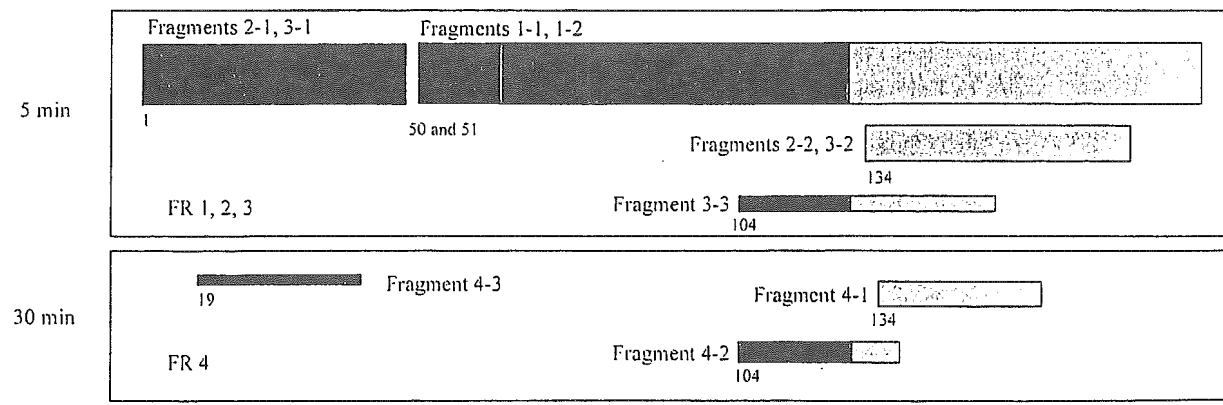 Fragments 2-1, 3-1
Fragments 1-1, 1-2
5 min
1
50 and 51
Fragments 2-2, 3-2
134
FR 1, 2, 3
Fragment 3-3
104
30 min
19
Fragment 4-3
Fragment 4-1
134
FR 4
Fragment 4-2
104